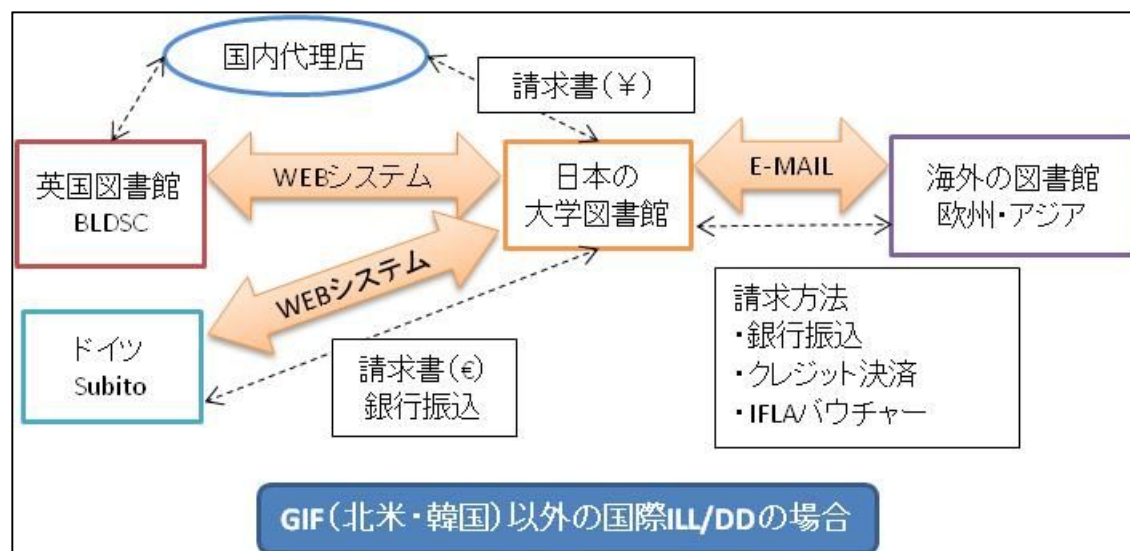 国内代理店
請求書(￥)
英国図書館
BLDSC
WEBシステム
日本の
大学図書館
E-MAIL
海外の図書館
欧州・アジア
WEBシステム
ドイツ
Subito
請求書(€)
銀行振込
請求方法
・銀行振込
・クレジット決済
・IFLAバウチャー
GIF(北米・韓国)以外の国際ILL/DDの場合